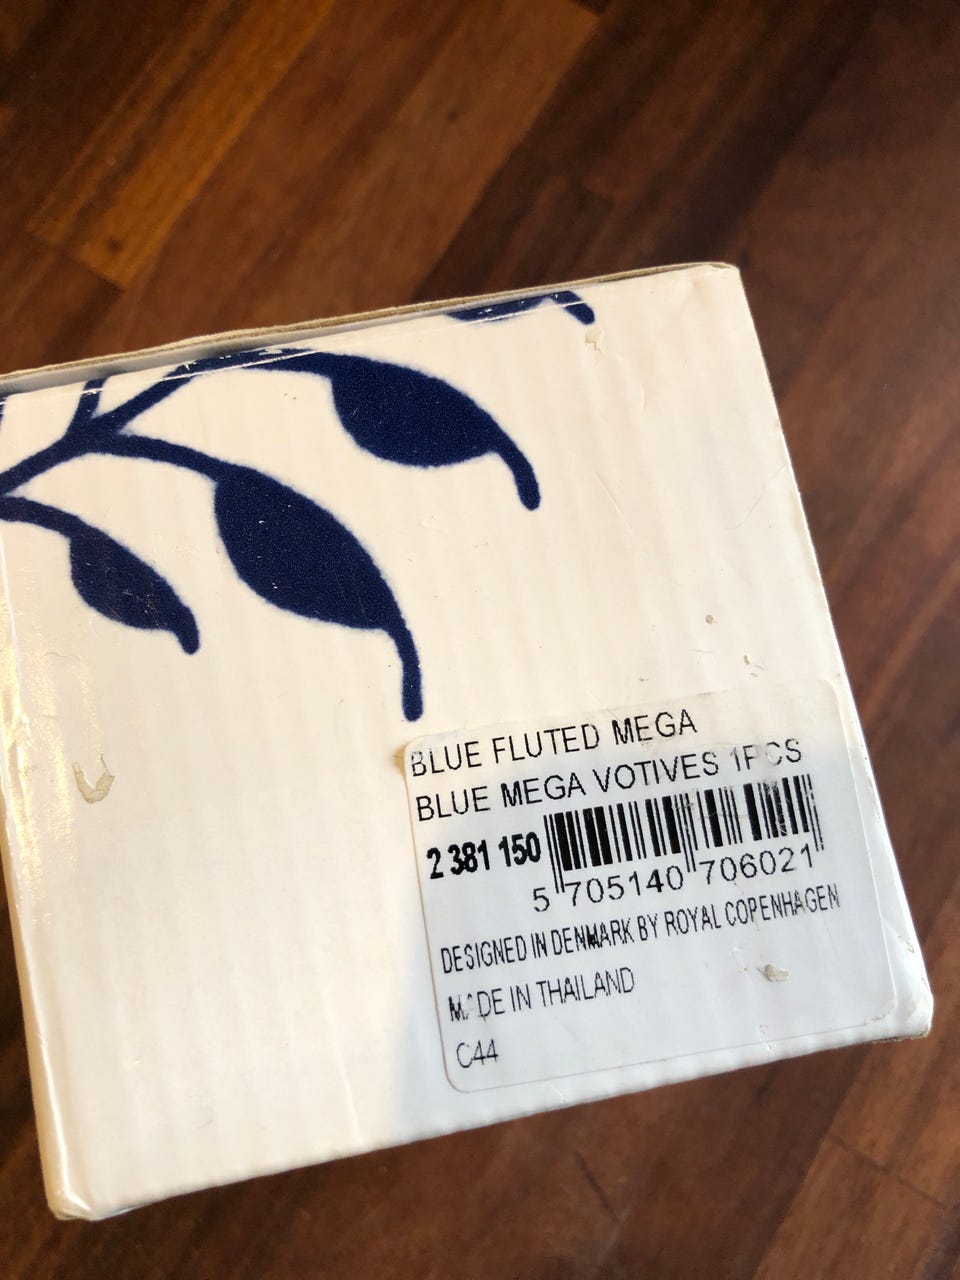 BLUE FLUTED MEGA
BLUE MEGA VOTIVES 1PCS
2 381 150
5 705140 706021
DESIGNED IN DENMARK BY ROYAL COPENHAGEN
MADE IN THAILAND
C44